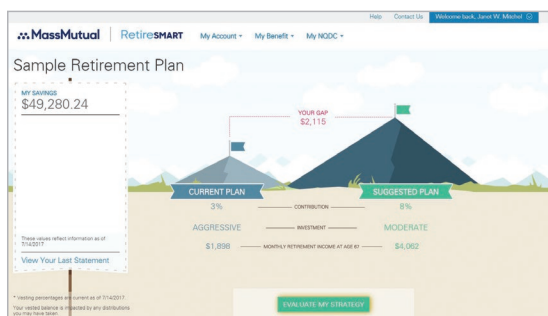 Help Contact Us Welcome back, Janet W. Mitchel
MassMutual RetireSMART My Account My Benefit My NQDC
Sample Retirement Plan
MY SAVINGS
$49,280.24
YOUR GAP
$2,115
CURRENT PLAN SUGGESTED PLAN
3% CONTRIBUTION 8%
AGGRESSIVE INVESTMENT MODERATE
$1,898 MONTHLY RETIREMENT INCOME AT AGE 67 $4,062
These values reflect information as of
7/14/2017
View Your Last Statement
* Vesting percentages are current as of 7/14/2017
Your vested balance is impacted by any distributions
you may have taken.
EVALUATE MY STRATEGY